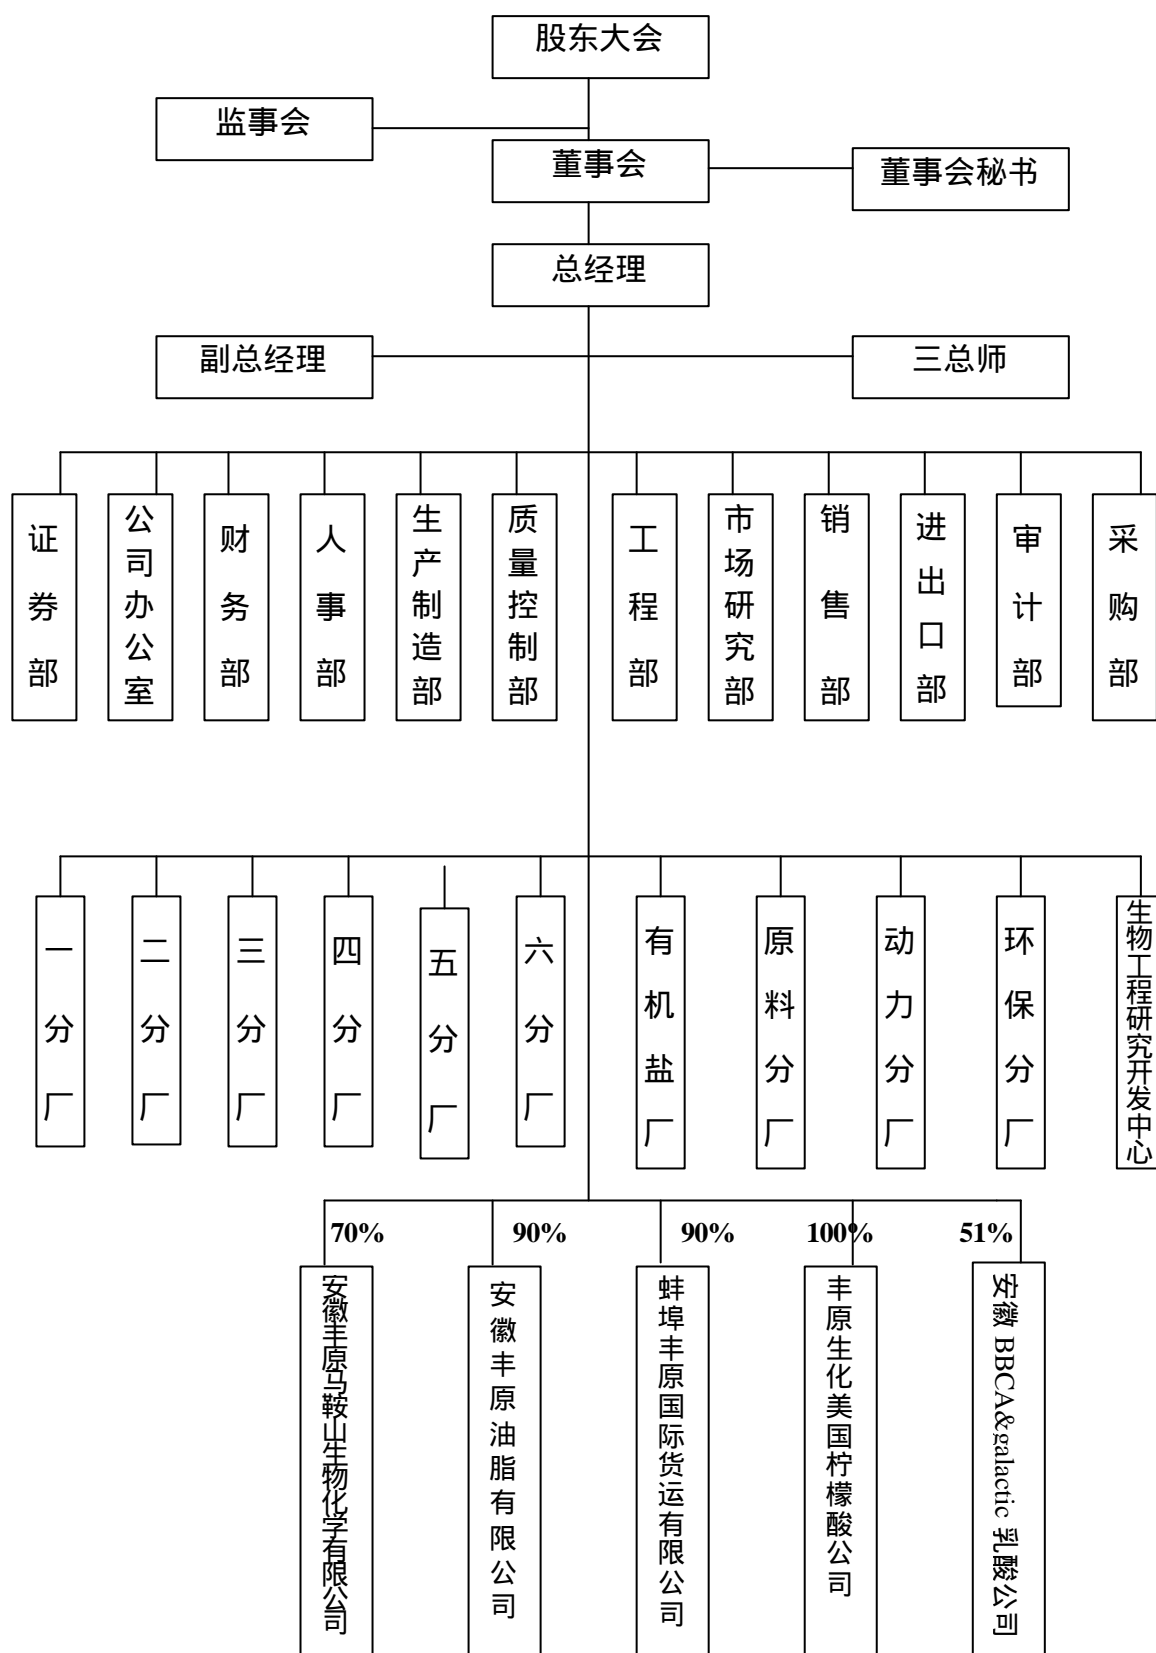 股东大会
监事会
董事会
董事会秘书
总经理
副总经理
三总师
证券部
公司办公室
财务部
人事部
生产制造部
质量控制部
工程部
市场研究部
销售部
进出口部
审计部
采购部
一分厂
二分厂
三分厂
四分厂
五分厂
六分厂
有机盐厂
原料分厂
动力分厂
环保分厂
生物工程研究开发中心
70%
90%
90%
100%
51%
安徽丰原马鞍山生物化学有限公司
安徽丰原油脂有限公司
蚌埠丰原国际货运有限公司
丰原生化美国柠檬酸公司
安徽 BBCA&galactic 乳酸公司